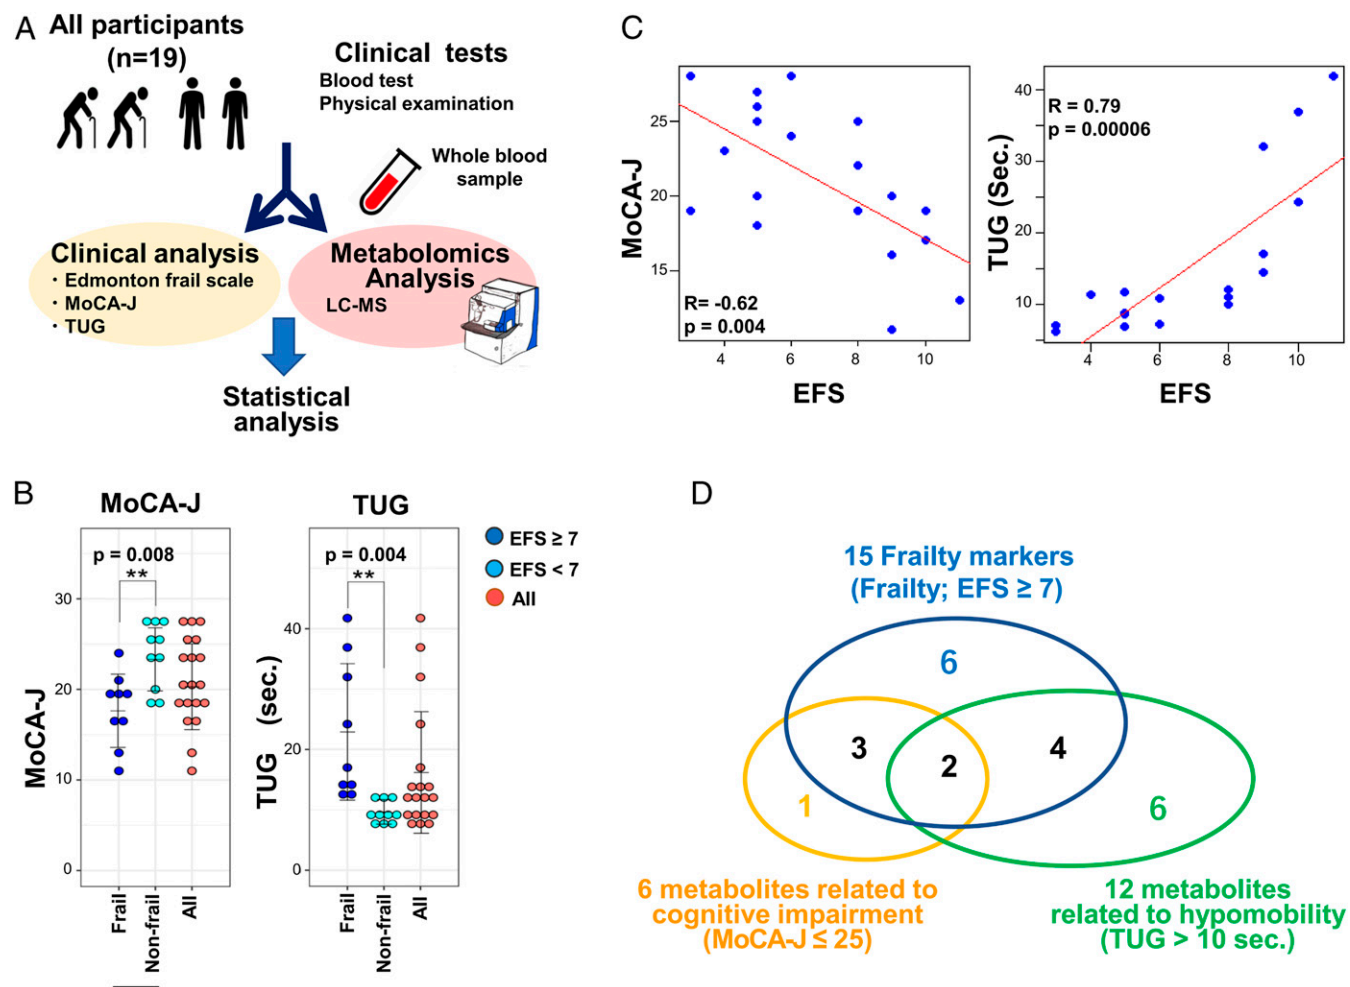 A
All participants
(n=19)
Clinical tests
Blood test
Physical examination
Whole blood
sample
Clinical analysis
・Edmonton frail scale
・MoCA-J
・TUG
Metabolomics
Analysis
LC-MS
Statistical
analysis
B
MoCA-J
p = 0.008
**
MoCA-J
30
20
10
0
Frail
Non-frail
All
TUG
p = 0.004
**
TUG (sec.)
40
20
0
Frail
Non-frail
All
EFS ≥ 7
EFS < 7
All
C
MoCA-J
25
20
15
R= -0.62
p = 0.004
4 6 8 10
EFS
TUG (Sec.)
40
30
20
10
R = 0.79
p = 0.00006
4 6 8 10
EFS
D
15 Frailty markers
(Frailty; EFS ≥ 7)
6
3
2
4
1
6
6 metabolites related to
cognitive impairment
(MoCA-J ≤ 25)
12 metabolites
related to hypomobility
(TUG > 10 sec.)